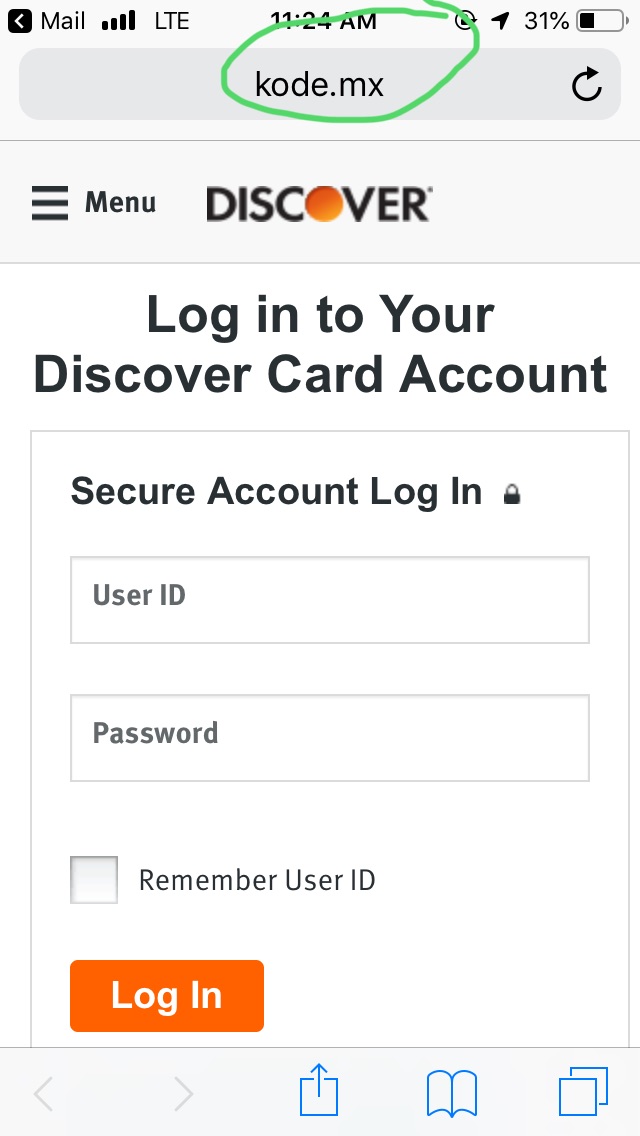 Mail LTE 11:24 AM 31%
kode.mx
Menu DISCOVER
Log in to Your
Discover Card Account
Secure Account Log In
User ID
Password
Remember User ID
Log In